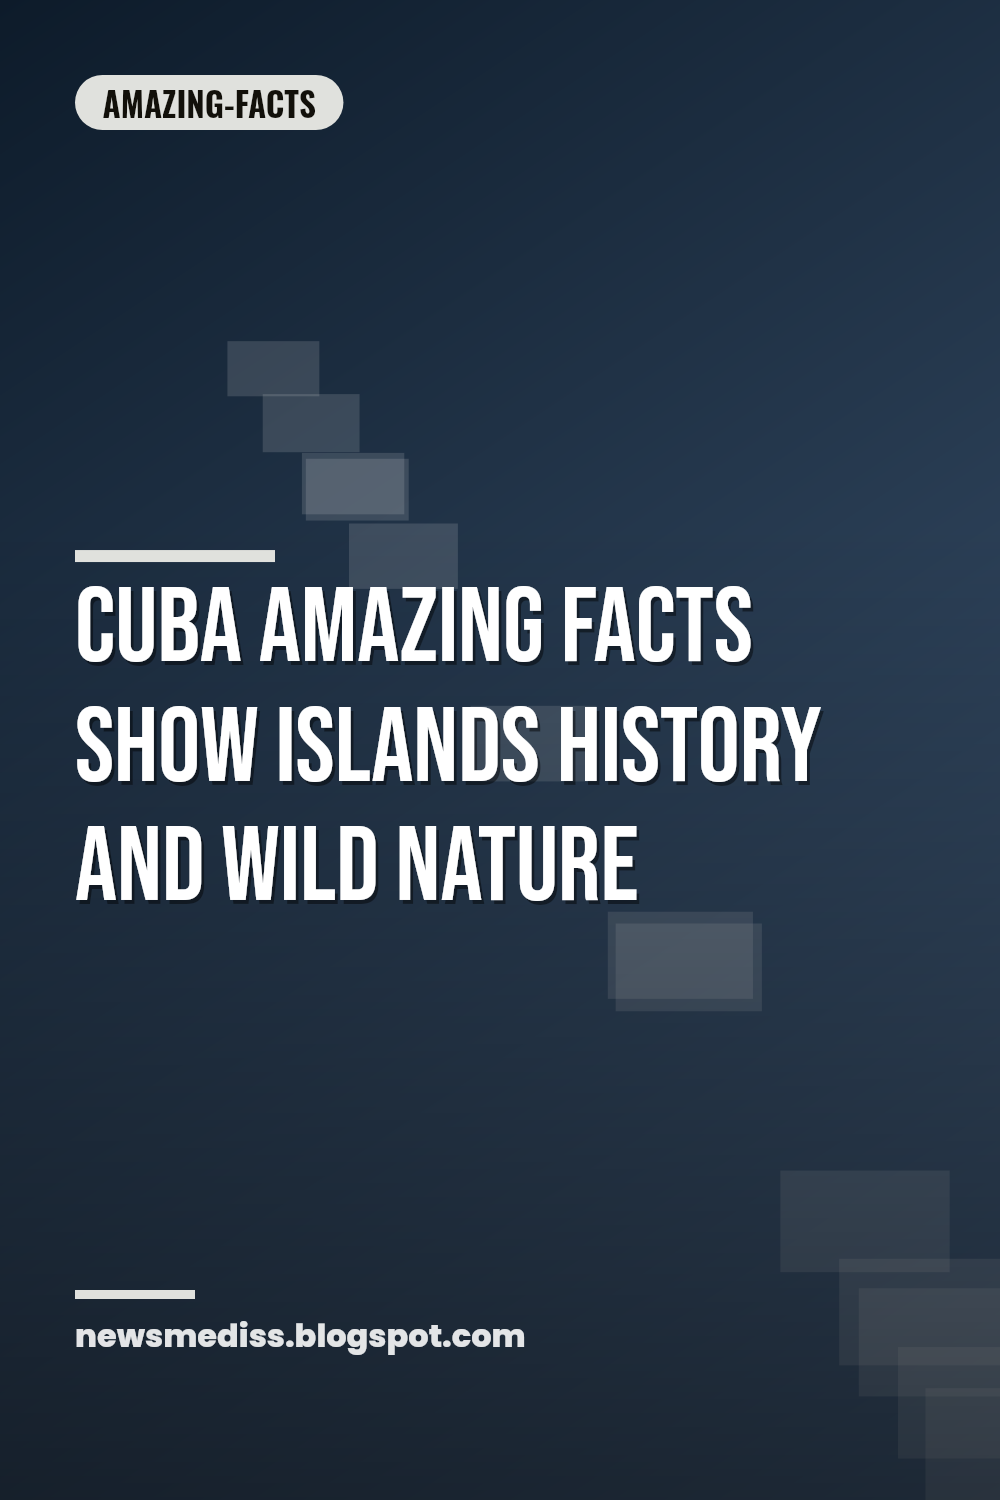 AMAZING-FACTS
CUBA AMAZING FACTS
SHOW ISLANDS HISTORY
AND WILD NATURE
newsmediss.blogspot.com